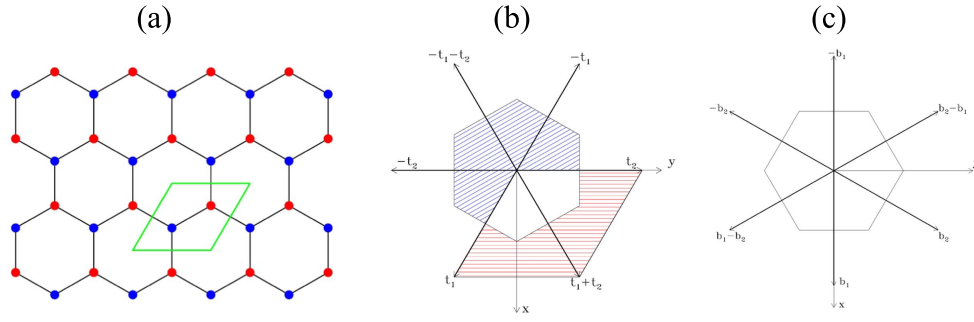 (a)
(b)
(c)
−t₁−t₂
−t₁
−t₂
t₂
y
t₁
t₁+t₂
x
−b₁
−b₂
b₂−b₁
b₁−b₂
b₂
b₁
x